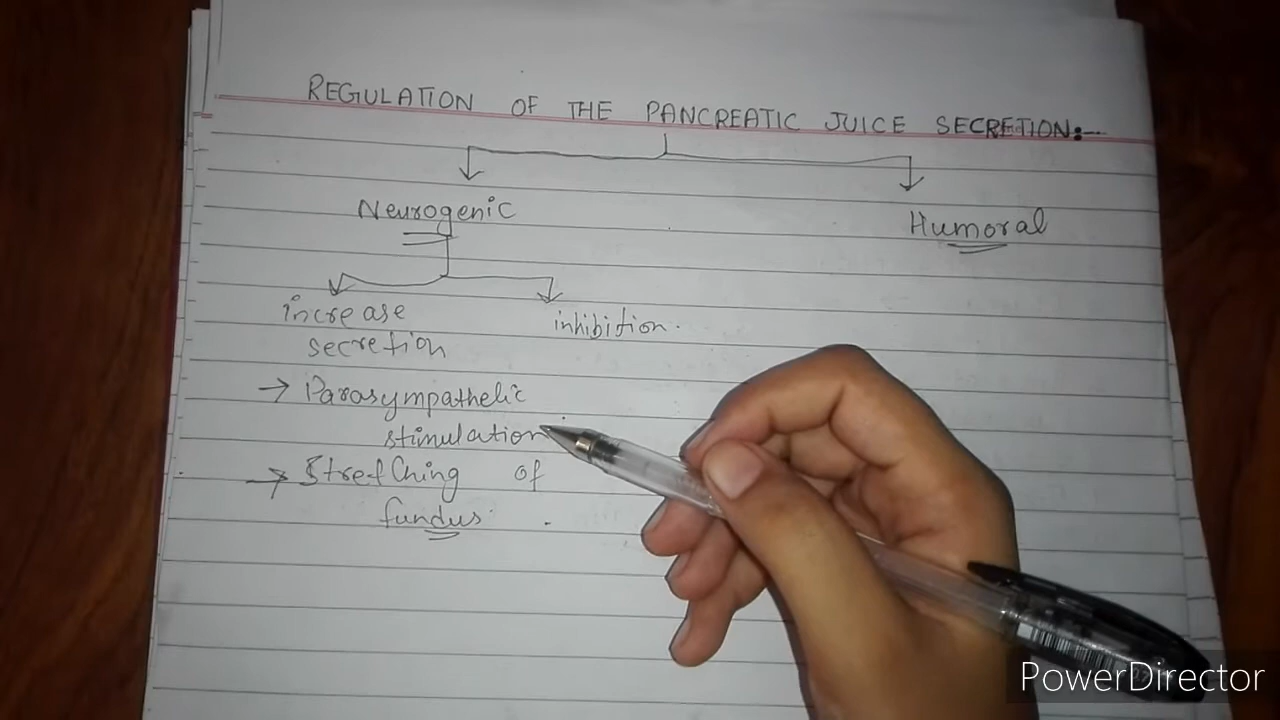 REGULATION OF THE PANCREATIC JUICE SECRETION:-
Neurogenic
Humoral
increase
secretion
inhibition.
→ Parasympathetic
stimulation
→ Stretching of
fundus.
PowerDirector